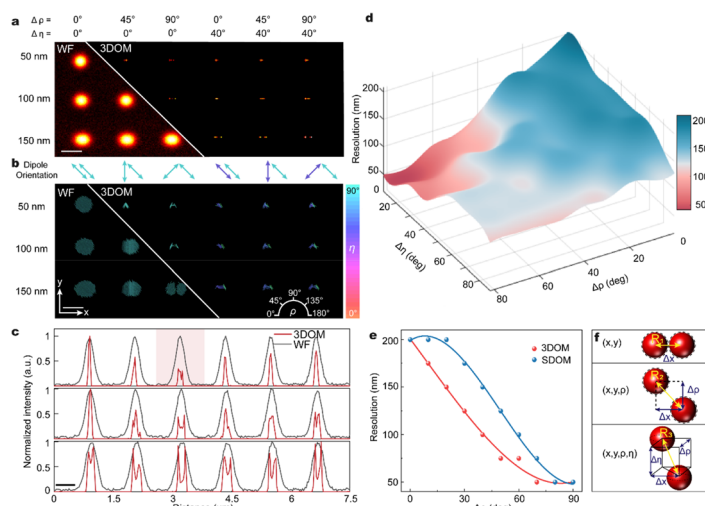 a
Δρ = 0° 45° 90° 0° 45° 90°
Δη = 0° 0° 0° 40° 40° 40°
WF 3DOM
50 nm
100 nm
150 nm
b Dipole Orientation
WF 3DOM
50 nm
100 nm
150 nm
y
x
90°
η
0°
0° 45° 90° 135° 180°
ρ
c
3DOM
WF
Normalized intensity (a.u.)
1
0.5
0
1
0.5
0
1
0.5
0
0 1.5 3.0 4.5 6.0 7.5
d
Resolution (nm)
200
150
100
50
0
Δη (deg)
20
40
60
80
Δρ (deg)
80
60
40
20
0
200
150
100
50
e
3DOM
SDOM
Resolution (nm)
200
150
100
50
0 30 60 90
f
(x,y)
R₁
Δx
(x,y,ρ)
R₂
Δρ
Δx
(x,y,ρ,η)
R₃
Δη
Δρ
Δx